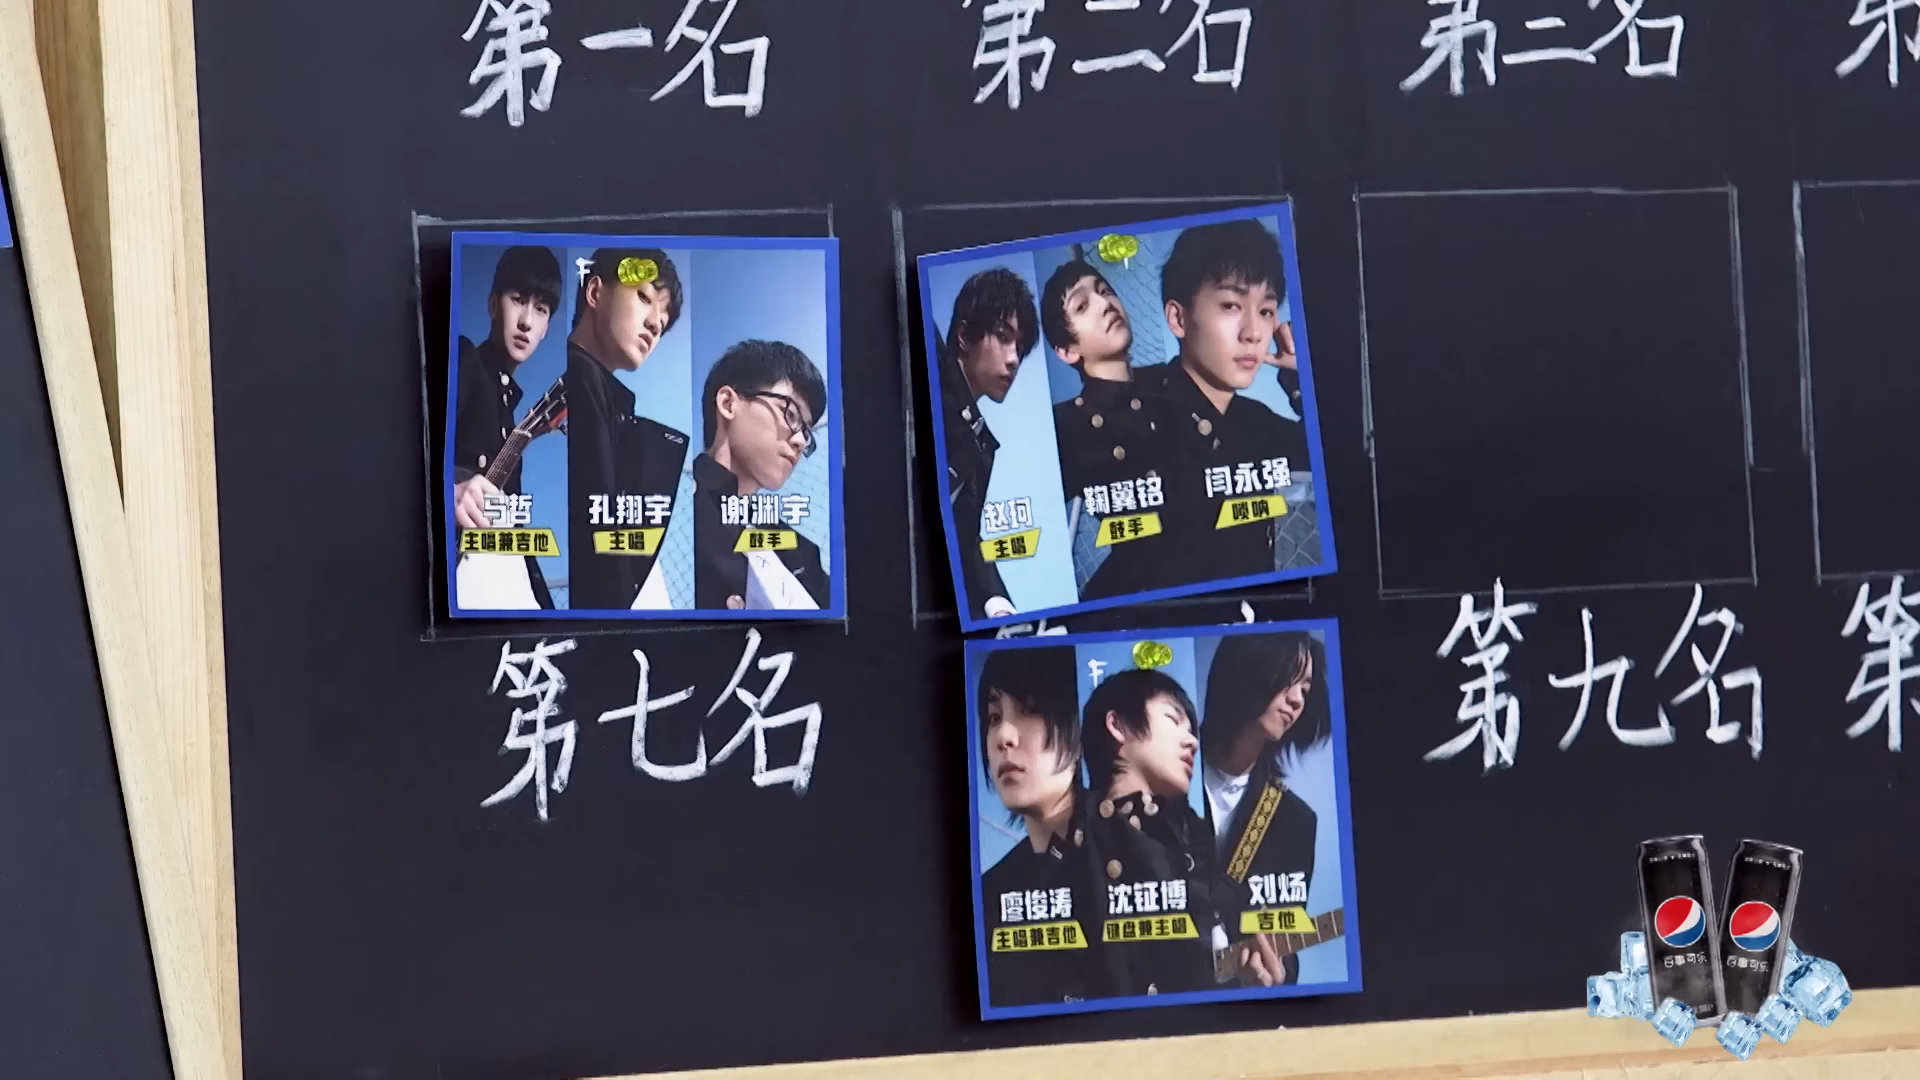 第一名
第二名
第三名
第
马哲
孔翔宇
谢渊宇
主唱兼吉他
主唱
鼓手
赵珂
鞠翼铭
闫永强
主唱
鼓手
唢呐
第七名
第九名
第
廖俊涛
沈钲博
刘炀
主唱兼吉他
键盘兼主唱
吉他
百事可乐
百事可乐